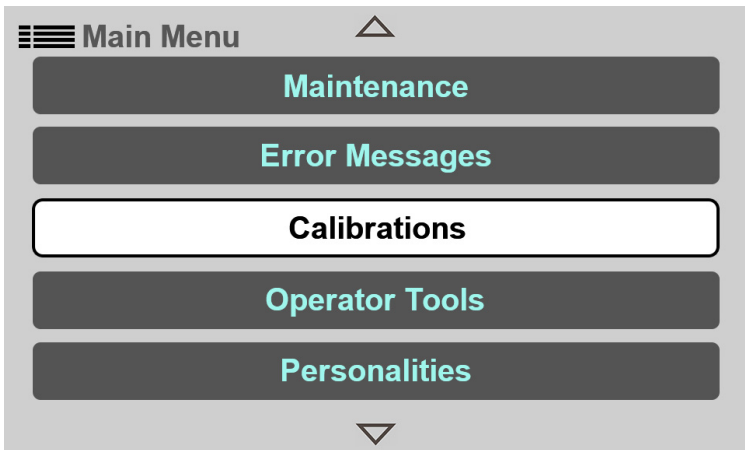 Main Menu
Maintenance
Error Messages
Calibrations
Operator Tools
Personalities